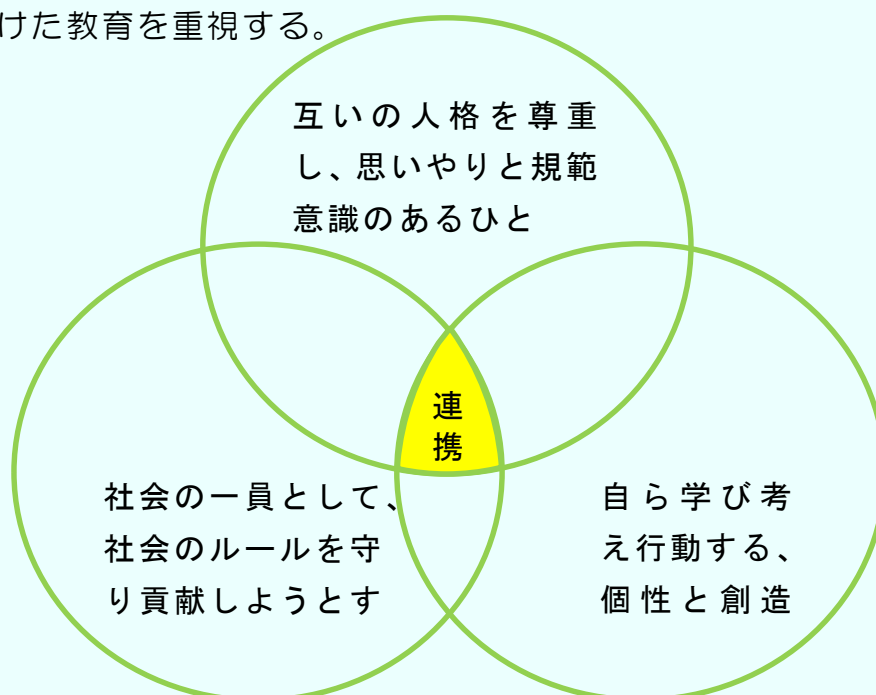 けた教育を重視する。
互いの人格を尊重
し、思いやりと規範
意識のあるひと
連
携
社会の一員として、
社会のルールを守
り貢献しようとす
自ら学び考
え行動する、
個性と創造